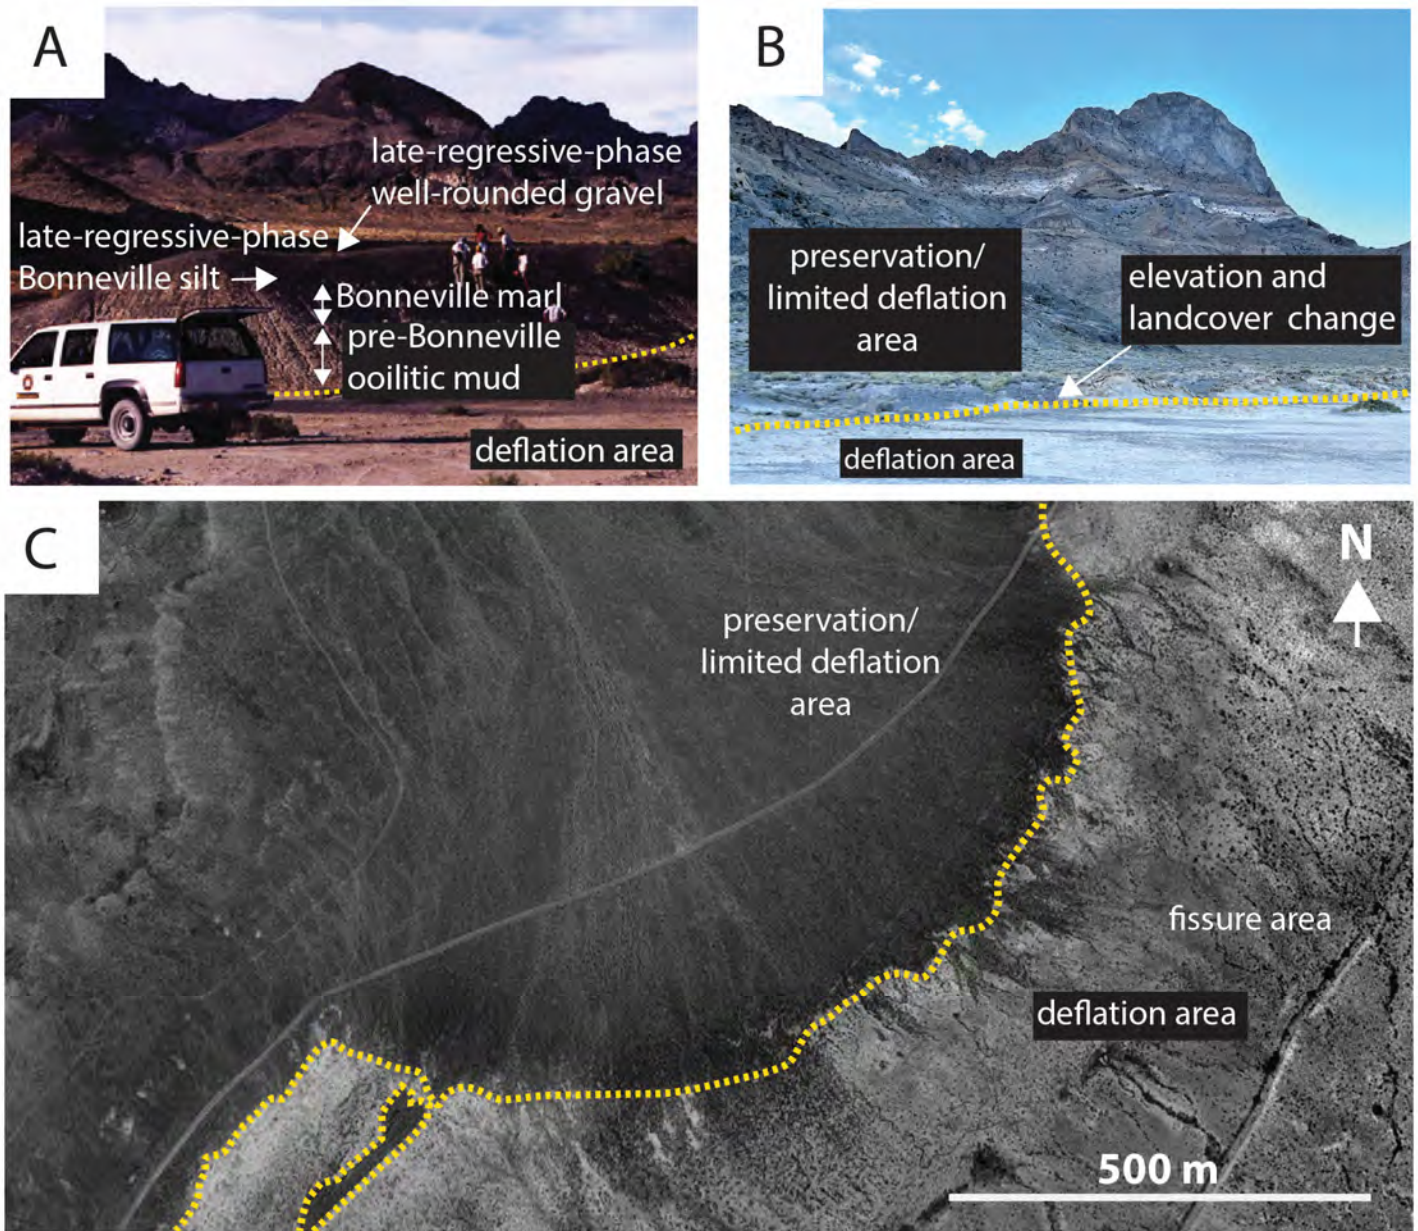 A
late-regressive-phase
well-rounded gravel
late-regressive-phase
Bonneville silt
Bonneville marl
pre-Bonneville
ooilitic mud
deflation area
B
preservation/
limited deflation
area
elevation and
landcover change
deflation area
C
N
preservation/
limited deflation
area
fissure area
deflation area
500 m